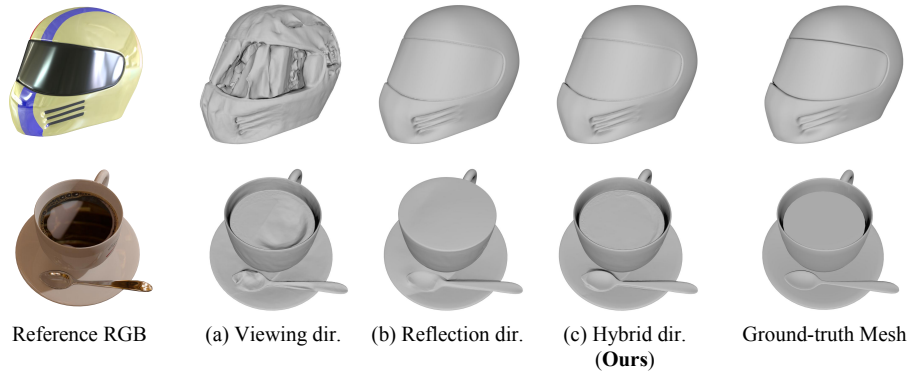 Reference RGB
(a) Viewing dir.
(b) Reflection dir.
(c) Hybrid dir.
(Ours)
Ground-truth Mesh